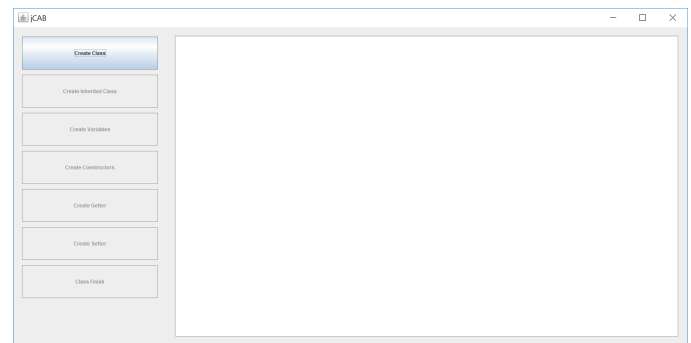 jCAB
Create Class
Create Inherited Class
Create Variables
Create Constructors
Create Getter
Create Setter
Class Finish